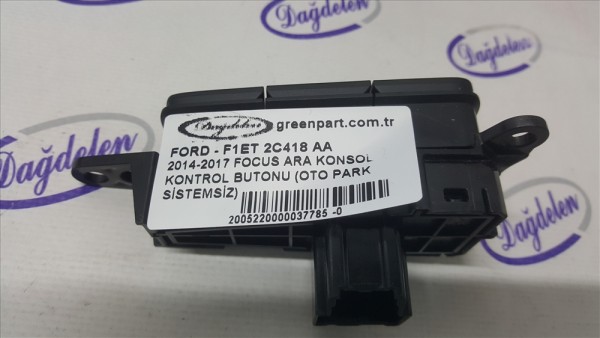 Dağdelen
Dağdelen
Dağdelen greenpart.com.tr
FORD - F1ET 2C418 AA
2014-2017 FOCUS ARA KONSOL
KONTROL BUTONU (OTO PARK
SİSTEMSİZ)
2005220000037785 -0
Dağdelen